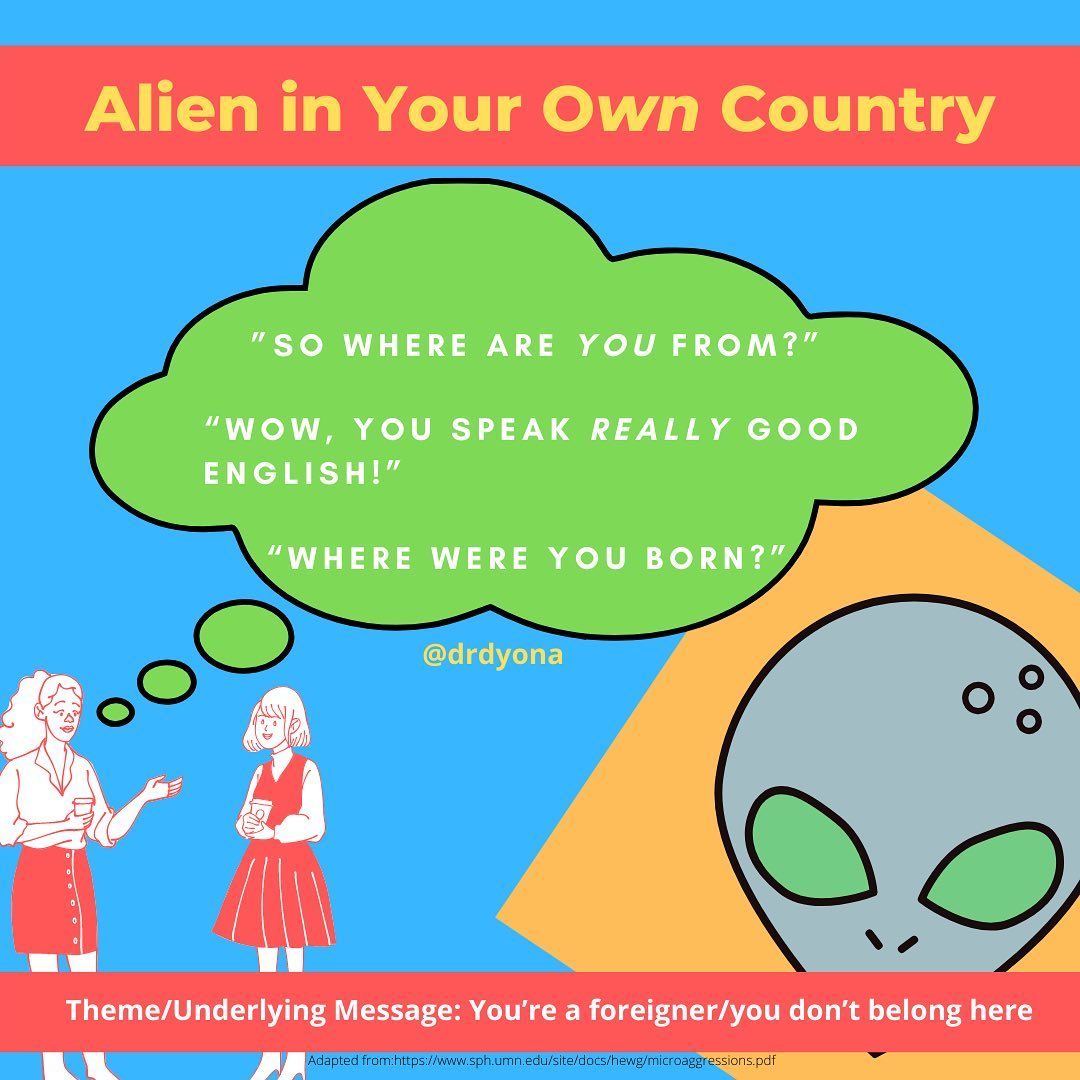 Alien in Your Own Country
”SO WHERE ARE YOU FROM?”
“WOW, YOU SPEAK REALLY GOOD
ENGLISH!”
“WHERE WERE YOU BORN?”
@drdyona
Theme/Underlying Message: You’re a foreigner/you don’t belong here
Adapted from:https://www.sph.umn.edu/site/docs/hewg/microaggressions.pdf